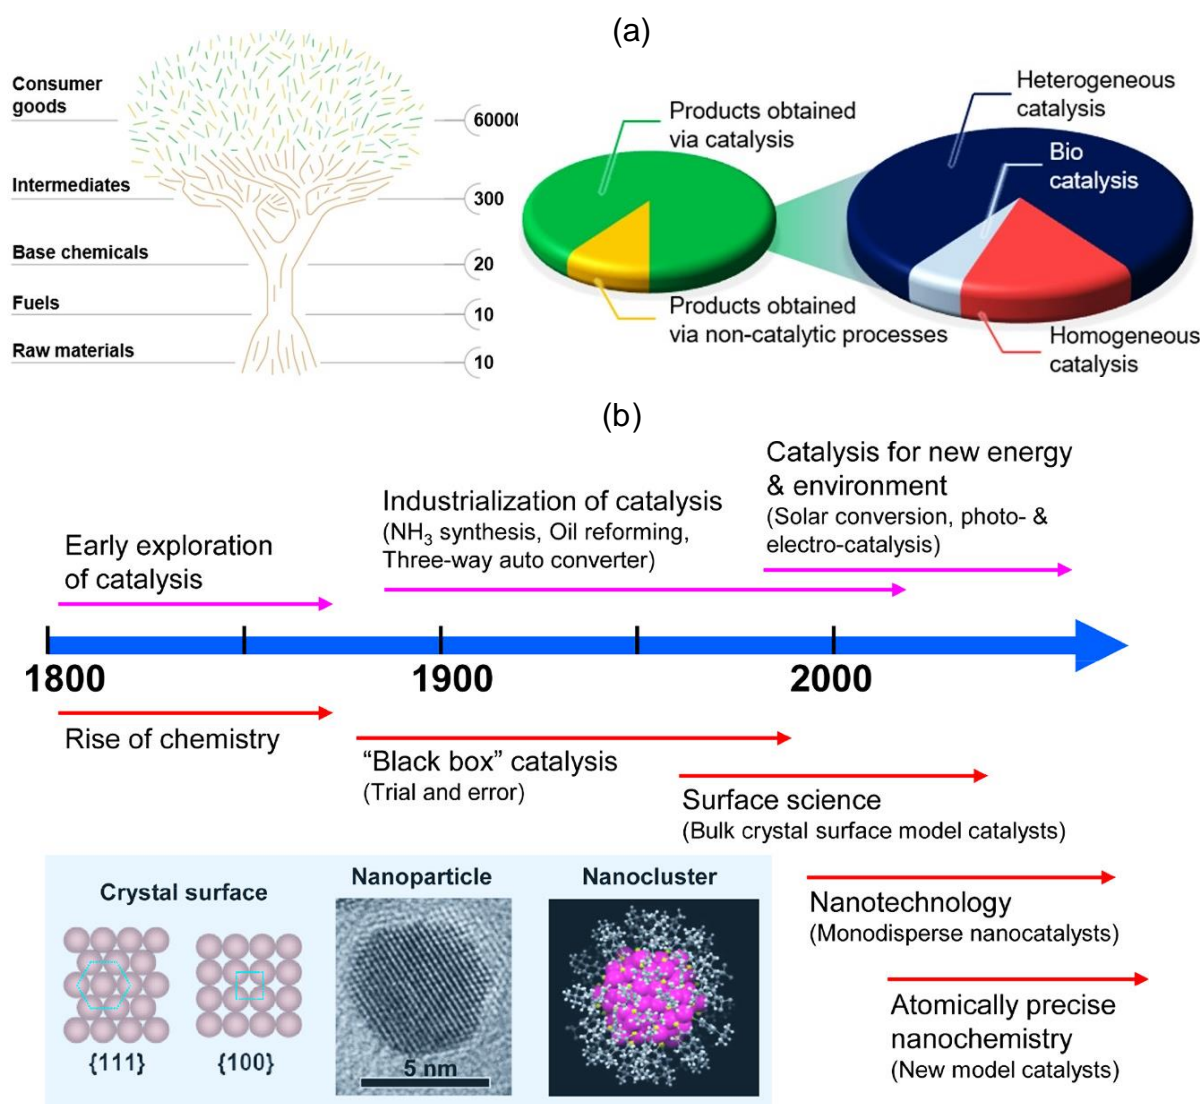 (a)
Consumer
goods
60000
Intermediates
300
Base chemicals
20
Fuels
10
Raw materials
10
Products obtained
via catalysis
Products obtained
via non-catalytic processes
Heterogeneous
catalysis
Bio
catalysis
Homogeneous
catalysis
(b)
Early exploration
of catalysis
Industrialization of catalysis
(NH3 synthesis, Oil reforming,
Three-way auto converter)
Catalysis for new energy
& environment
(Solar conversion, photo- &
electro-catalysis)
1800
1900
2000
Rise of chemistry
“Black box” catalysis
(Trial and error)
Surface science
(Bulk crystal surface model catalysts)
Nanotechnology
(Monodisperse nanocatalysts)
Atomically precise
nanochemistry
(New model catalysts)
Crystal surface
{111}
{100}
Nanoparticle
5 nm
Nanocluster